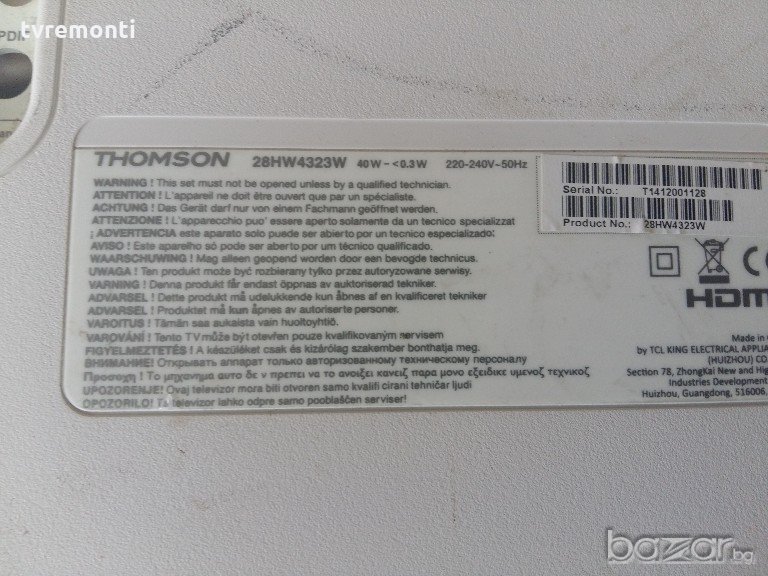 tvremonti
PDIF
THOMSON 28HW4323W 40W - <0.3W 220-240V~50Hz
WARNING ! This set must not be opened unless by a qualified technician.
ATTENTION ! L'appareil ne doit être ouvert que par un spécialiste.
ACHTUNG ! Das Gerät darf nur von einem Fachmann geöffnet werden.
ATTENZIONE ! L'apparecchio puo' essere aperto solamente da un tecnico specializzat
¡ ADVERTENCIA este aparato solo puede ser abierto por un tecnico especializado:
AVISO ! Este aparelho só pode ser aberto por um técnico qualificado.
WAARSCHUWING ! Mag alleen geopend worden door een bevogde technicus.
UWAGA ! Ten produkt może być rozbierany tylko przez autoryzowane serwisy.
VARNING ! Denna produkt får endast öppnas av auktoriserad tekniker.
ADVARSEL ! Dette produkt må udelukkende kum åbnes af en kvalificeret tekniker
ADVARSEL ! Produktet må kun åpnes av autoriserte personer.
VAROITUS ! Tämän saa aukaista vain huoltoyhtiö.
VAROVÁNÍ ! Tento TV může být otevřen pouze kvalifikovaným servisem
FIGYELMEZTETÉS ! A készüléket csak és kizárólag szakember bonthatja meg.
ВНИМАНИЕ! Открывать аппарат только авторизованному техническому персоналу
Προσοχη ! Το μηχανημα αυτο δε ν πρεπει να το ανοιξει κανειζ παρα μονο εξειδικε υμενοζ τεχνικοζ
UPOZORENJE! Ovaj televizor mora biti otvoren samo kvalifi cirani tehničar ljudi
OPOZORILO! Ta televizor lahko odpre samo pooblaščen serviser!
Serial No.: T1412001128
Product No.: 28HW4323W
HDMI
Made in
by TCL KING ELECTRICAL APPLIA
(HUIZHOU) CO.
Section 78, ZhongKai New and Hig
Industries Development
Huizhou, Guangdong, 516006,
bazar.bg